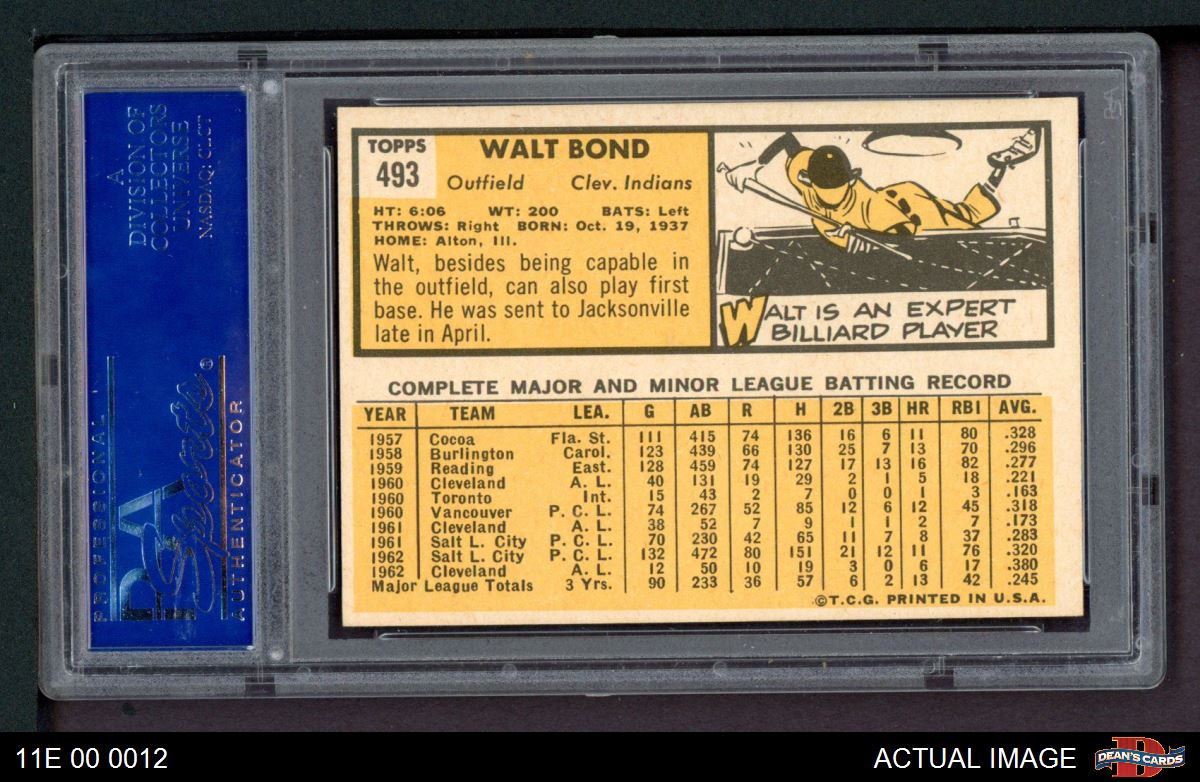 A
DIVISION OF
COLLECTORS
UNIVERSE
NASDAQ: CLCT
PROFESSIONAL
PSA
Sports®
AUTHENTICATOR
TOPPS
493
WALT BOND
Outfield Clev. Indians
HT: 6:06 WT: 200 BATS: Left
THROWS: Right BORN: Oct. 19, 1937
HOME: Alton, Ill.
Walt, besides being capable in
the outfield, can also play first
base. He was sent to Jacksonville
late in April.
WALT IS AN EXPERT
BILLIARD PLAYER
COMPLETE MAJOR AND MINOR LEAGUE BATTING RECORD
YEAR TEAM LEA. G AB R H 2B 3B HR RBI AVG.
1957 Cocoa Fla. St. 111 415 74 136 16 6 11 80 .328
1958 Burlington Carol. 123 439 66 130 25 7 13 70 .296
1959 Reading East. 128 459 74 127 17 13 16 82 .277
1960 Cleveland A. L. 40 131 19 29 2 1 5 18 .221
1960 Toronto Int. 15 43 2 7 0 0 1 3 .163
1960 Vancouver P. C. L. 74 267 52 85 12 6 12 45 .318
1961 Cleveland A. L. 38 52 7 9 1 1 2 7 .173
1961 Salt L. City P. C. L. 70 230 42 65 11 7 8 37 .283
1962 Salt L. City P. C. L. 132 472 80 151 21 12 11 76 .320
1962 Cleveland A. L. 12 50 10 19 3 0 6 17 .380
Major League Totals 3 Yrs. 90 233 36 57 6 2 13 42 .245
©T.C.G. PRINTED IN U.S.A.
11E 00 0012
ACTUAL IMAGE
D
DEAN'S CARDS